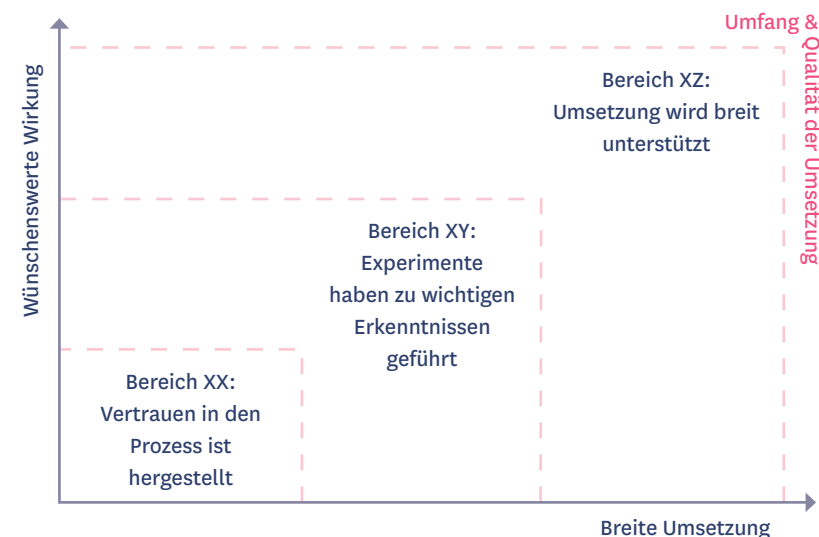 Umfang &
Qualität der Umsetzung
Wünschenswerte Wirkung
Bereich XZ:
Umsetzung wird breit
unterstützt
Bereich XY:
Experimente
haben zu wichtigen
Erkenntnissen
geführt
Bereich XX:
Vertrauen in den
Prozess ist
hergestellt
Breite Umsetzung